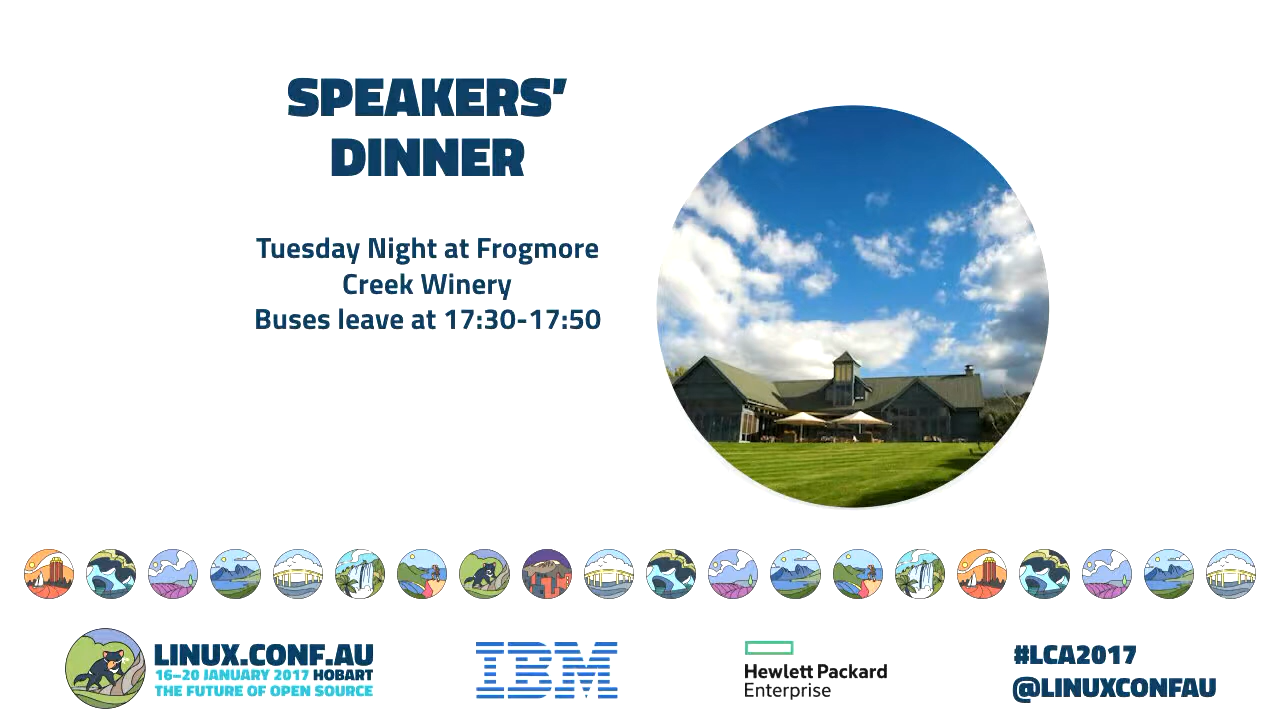 SPEAKERS’
DINNER
Tuesday Night at Frogmore
Creek Winery
Buses leave at 17:30-17:50
LINUX.CONF.AU
16–20 JANUARY 2017 HOBART
THE FUTURE OF OPEN SOURCE
IBM
Hewlett Packard
Enterprise
#LCA2017
@LINUXCONFAU